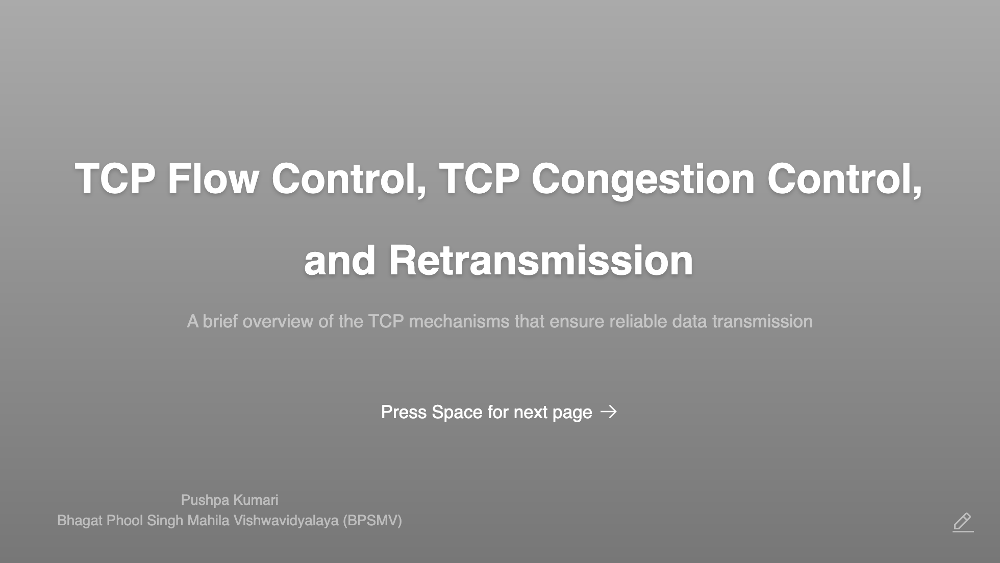 TCP Flow Control, TCP Congestion Control,
and Retransmission
A brief overview of the TCP mechanisms that ensure reliable data transmission
Press Space for next page →
Pushpa Kumari
Bhagat Phool Singh Mahila Vishwavidyalaya (BPSMV)